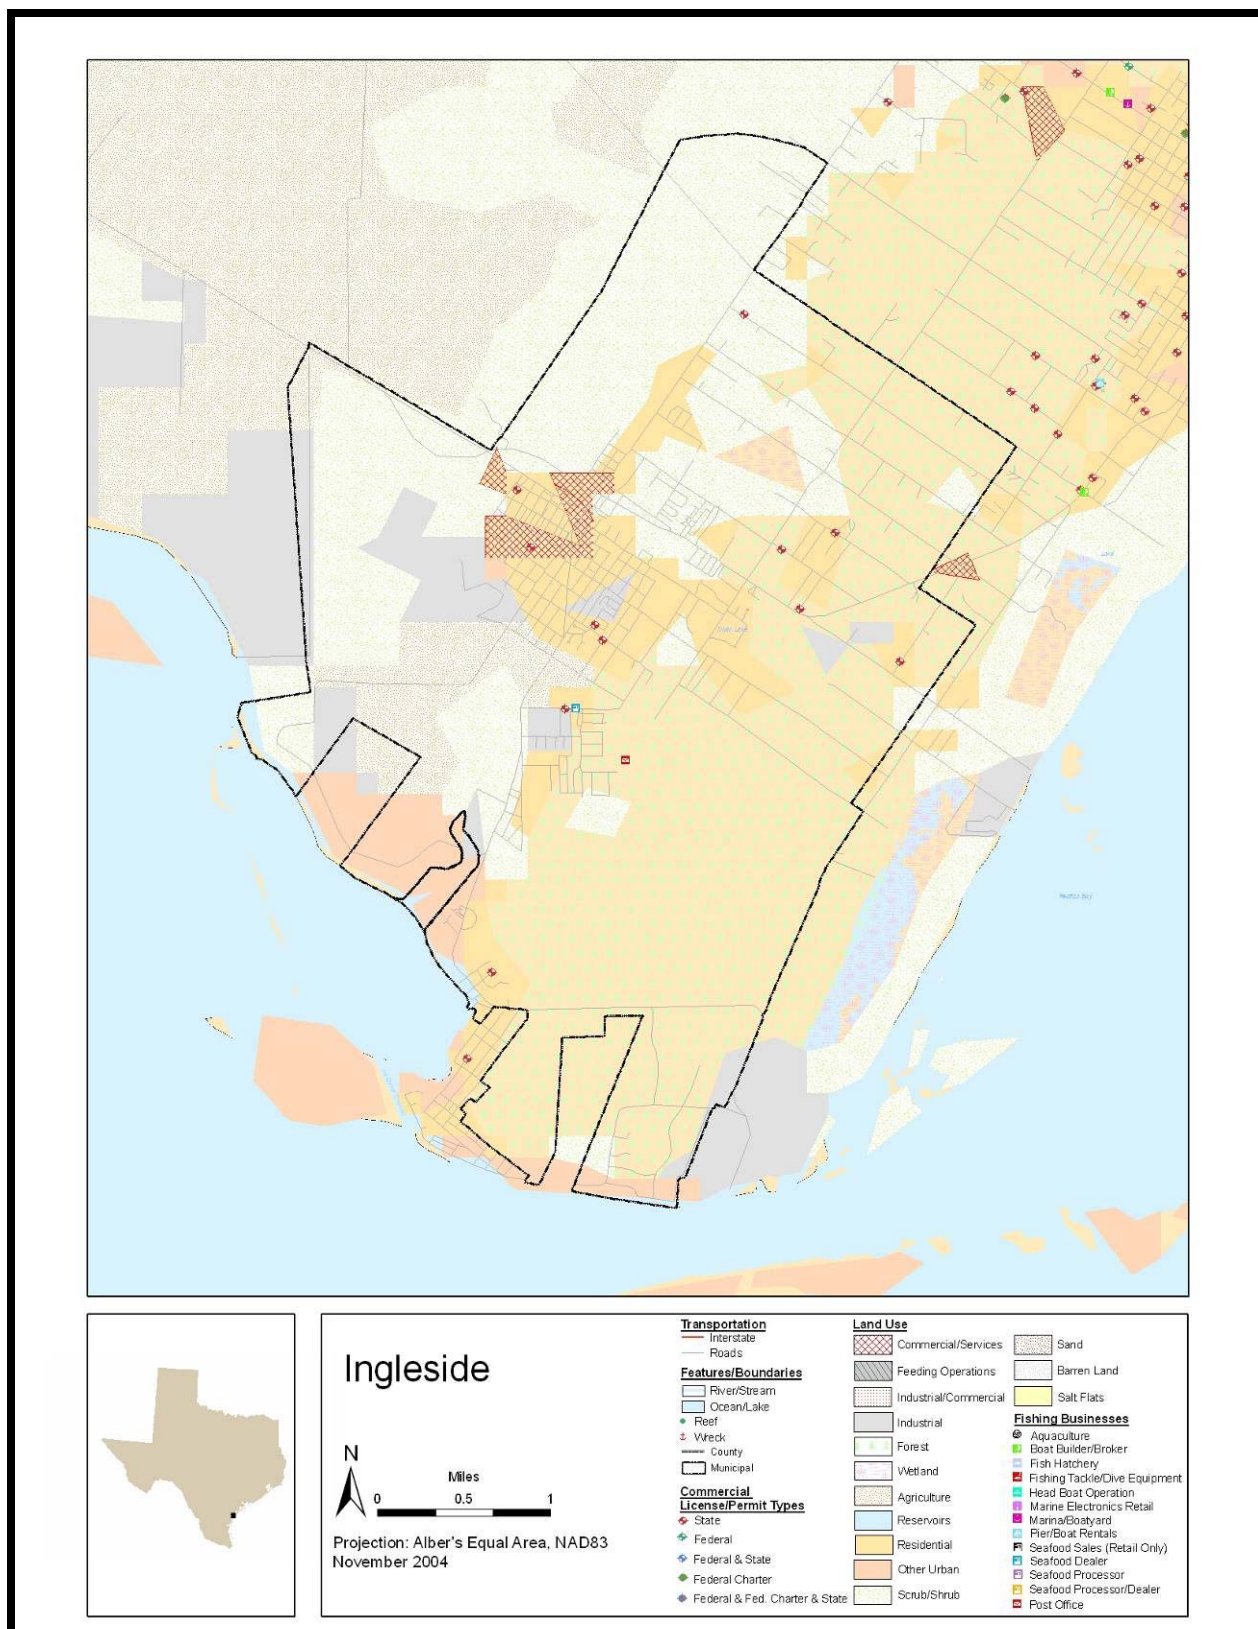 Ingleside
N
Miles
0 0.5 1
Projection: Alber's Equal Area, NAD83
November 2004
Transportation
Interstate
Roads
Features/Boundaries
River/Stream
Ocean/Lake
Reef
Wreck
County
Municipal
Commercial
License/Permit Types
State
Federal
Federal & State
Federal Charter
Federal & Fed. Charter & State
Land Use
Commercial/Services
Feeding Operations
Industrial/Commercial
Industrial
Forest
Wetland
Agriculture
Reservoirs
Residential
Other Urban
Scrub/Shrub
Sand
Barren Land
Salt Flats
Fishing Businesses
Aquaculture
Boat Builder/Broker
Fish Hatchery
Fishing Tackle/Dive Equipment
Head Boat Operation
Marine Electronics Retail
Marina/Boatyard
Pier/Boat Rentals
Seafood Sales (Retail Only)
Seafood Dealer
Seafood Processor
Seafood Processor/Dealer
Post Office